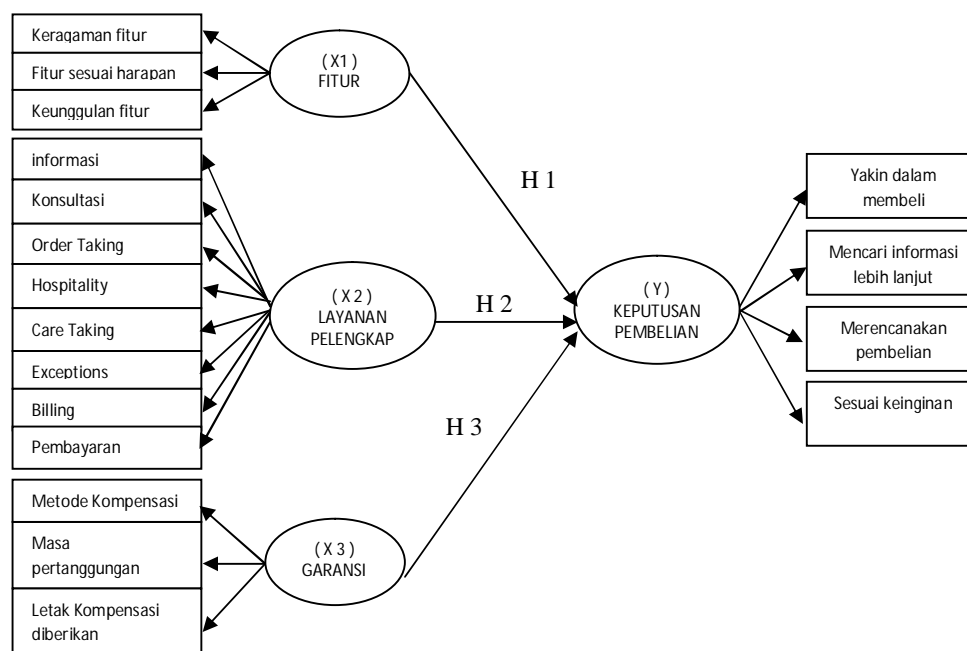 Keragaman fitur
Fitur sesuai harapan
Keunggulan fitur
( X1 )
FITUR
informasi
Konsultasi
Order Taking
Hospitality
Care Taking
Exceptions
Billing
Pembayaran
( X 2 )
LAYANAN
PELENGKAP
Metode Kompensasi
Masa
pertanggungan
Letak Kompensasi
diberikan
( X 3 )
GARANSI
H 1
H 2
H 3
( Y )
KEPUTUSAN
PEMBELIAN
Yakin dalam
membeli
Mencari informasi
lebih lanjut
Merencanakan
pembelian
Sesuai keinginan